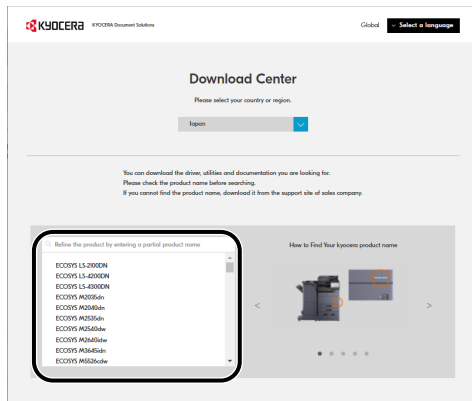 KYOCERA KYOCERA Document Solutions
Global Select a language
Download Center
Please select your country or region.
Japan
You can download the driver, utilities and documentation you are looking for.
Please check the product name before searching.
If you cannot find the product name, download it from the support site of sales company.
Refine the product by entering a partial product name
ECOSYS LS-2100DN
ECOSYS LS-4200DN
ECOSYS LS-4300DN
ECOSYS M2035dn
ECOSYS M2040dn
ECOSYS M2535dn
ECOSYS M2540dw
ECOSYS M2640idw
ECOSYS M3645idn
ECOSYS M5526cdw
How to Find Your kyocera product name